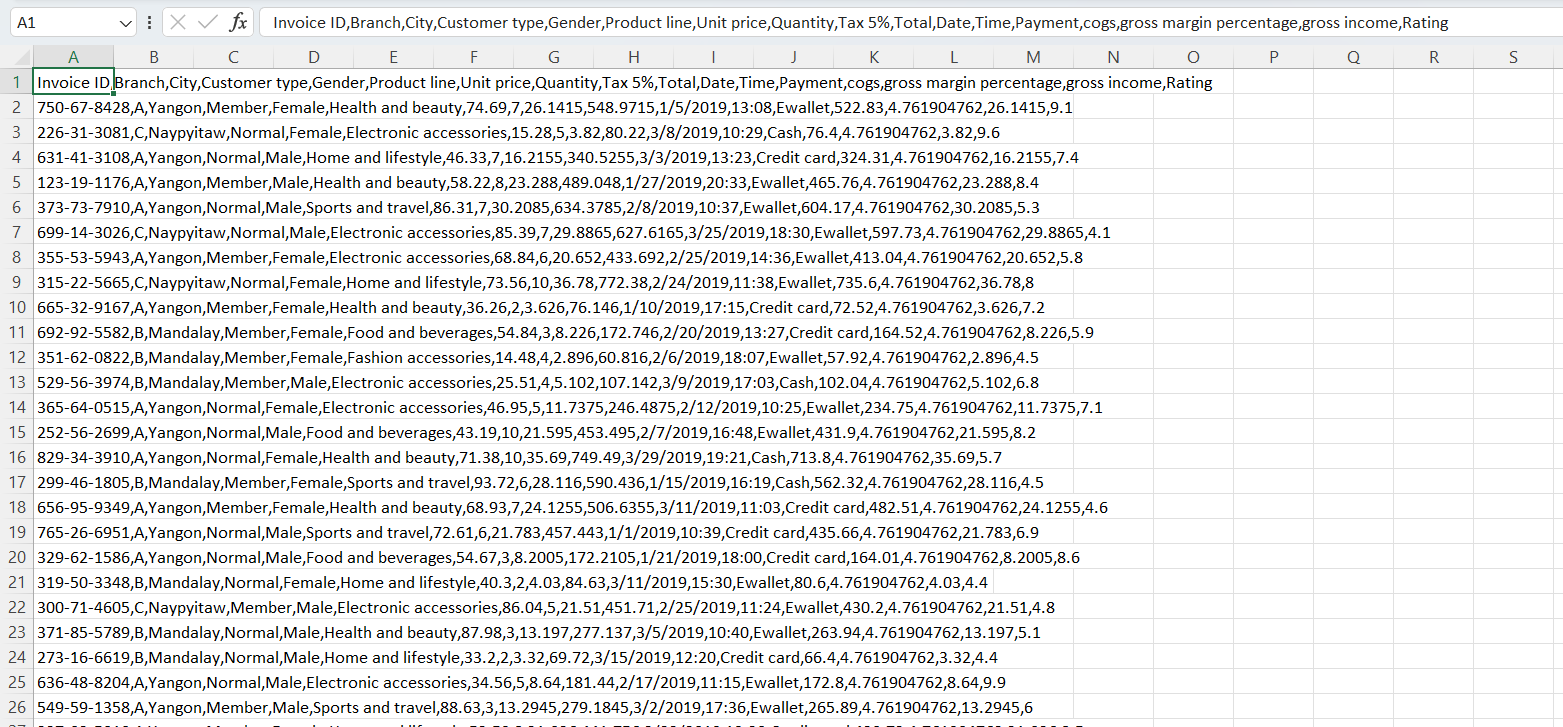 A1 fx Invoice ID,Branch,City,Customer type,Gender,Product line,Unit price,Quantity,Tax 5%,Total,Date,Time,Payment,cogs,gross margin percentage,gross income,Rating
A B C D E F G H I J K L M N O P Q R S
1 Invoice ID,Branch,City,Customer type,Gender,Product line,Unit price,Quantity,Tax 5%,Total,Date,Time,Payment,cogs,gross margin percentage,gross income,Rating
2 750-67-8428,A,Yangon,Member,Female,Health and beauty,74.69,7,26.1415,548.9715,1/5/2019,13:08,Ewallet,522.83,4.761904762,26.1415,9.1
3 226-31-3081,C,Naypyitaw,Normal,Female,Electronic accessories,15.28,5,3.82,80.22,3/8/2019,10:29,Cash,76.4,4.761904762,3.82,9.6
4 631-41-3108,A,Yangon,Normal,Male,Home and lifestyle,46.33,7,16.2155,340.5255,3/3/2019,13:23,Credit card,324.31,4.761904762,16.2155,7.4
5 123-19-1176,A,Yangon,Member,Male,Health and beauty,58.22,8,23.288,489.048,1/27/2019,20:33,Ewallet,465.76,4.761904762,23.288,8.4
6 373-73-7910,A,Yangon,Normal,Male,Sports and travel,86.31,7,30.2085,634.3785,2/8/2019,10:37,Ewallet,604.17,4.761904762,30.2085,5.3
7 699-14-3026,C,Naypyitaw,Normal,Male,Electronic accessories,85.39,7,29.8865,627.6165,3/25/2019,18:30,Ewallet,597.73,4.761904762,29.8865,4.1
8 355-53-5943,A,Yangon,Member,Female,Electronic accessories,68.84,6,20.652,433.692,2/25/2019,14:36,Ewallet,413.04,4.761904762,20.652,5.8
9 315-22-5665,C,Naypyitaw,Normal,Female,Home and lifestyle,73.56,10,36.78,772.38,2/24/2019,11:38,Ewallet,735.6,4.761904762,36.78,8
10 665-32-9167,A,Yangon,Member,Female,Health and beauty,36.26,2,3.626,76.146,1/10/2019,17:15,Credit card,72.52,4.761904762,3.626,7.2
11 692-92-5582,B,Mandalay,Member,Female,Food and beverages,54.84,3,8.226,172.746,2/20/2019,13:27,Credit card,164.52,4.761904762,8.226,5.9
12 351-62-0822,B,Mandalay,Member,Female,Fashion accessories,14.48,4,2.896,60.816,2/6/2019,18:07,Ewallet,57.92,4.761904762,2.896,4.5
13 529-56-3974,B,Mandalay,Member,Male,Electronic accessories,25.51,4,5.102,107.142,3/9/2019,17:03,Cash,102.04,4.761904762,5.102,6.8
14 365-64-0515,A,Yangon,Normal,Female,Electronic accessories,46.95,5,11.7375,246.4875,2/12/2019,10:25,Ewallet,234.75,4.761904762,11.7375,7.1
15 252-56-2699,A,Yangon,Normal,Male,Food and beverages,43.19,10,21.595,453.495,2/7/2019,16:48,Ewallet,431.9,4.761904762,21.595,8.2
16 829-34-3910,A,Yangon,Normal,Female,Health and beauty,71.38,10,35.69,749.49,3/29/2019,19:21,Cash,713.8,4.761904762,35.69,5.7
17 299-46-1805,B,Mandalay,Member,Female,Sports and travel,93.72,6,28.116,590.436,1/15/2019,16:19,Cash,562.32,4.761904762,28.116,4.5
18 656-95-9349,A,Yangon,Member,Female,Health and beauty,68.93,7,24.1255,506.6355,3/11/2019,11:03,Credit card,482.51,4.761904762,24.1255,4.6
19 765-26-6951,A,Yangon,Normal,Male,Sports and travel,72.61,6,21.783,457.443,1/1/2019,10:39,Credit card,435.66,4.761904762,21.783,6.9
20 329-62-1586,A,Yangon,Normal,Male,Food and beverages,54.67,3,8.2005,172.2105,1/21/2019,18:00,Credit card,164.01,4.761904762,8.2005,8.6
21 319-50-3348,B,Mandalay,Normal,Female,Home and lifestyle,40.3,2,4.03,84.63,3/11/2019,15:30,Ewallet,80.6,4.761904762,4.03,4.4
22 300-71-4605,C,Naypyitaw,Member,Male,Electronic accessories,86.04,5,21.51,451.71,2/25/2019,11:24,Ewallet,430.2,4.761904762,21.51,4.8
23 371-85-5789,B,Mandalay,Normal,Male,Health and beauty,87.98,3,13.197,277.137,3/5/2019,10:40,Ewallet,263.94,4.761904762,13.197,5.1
24 273-16-6619,B,Mandalay,Normal,Male,Home and lifestyle,33.2,2,3.32,69.72,3/15/2019,12:20,Credit card,66.4,4.761904762,3.32,4.4
25 636-48-8204,A,Yangon,Normal,Male,Electronic accessories,34.56,5,8.64,181.44,2/17/2019,11:15,Ewallet,172.8,4.761904762,8.64,9.9
26 549-59-1358,A,Yangon,Member,Male,Sports and travel,88.63,3,13.2945,279.1845,3/2/2019,17:36,Ewallet,265.89,4.761904762,13.2945,6